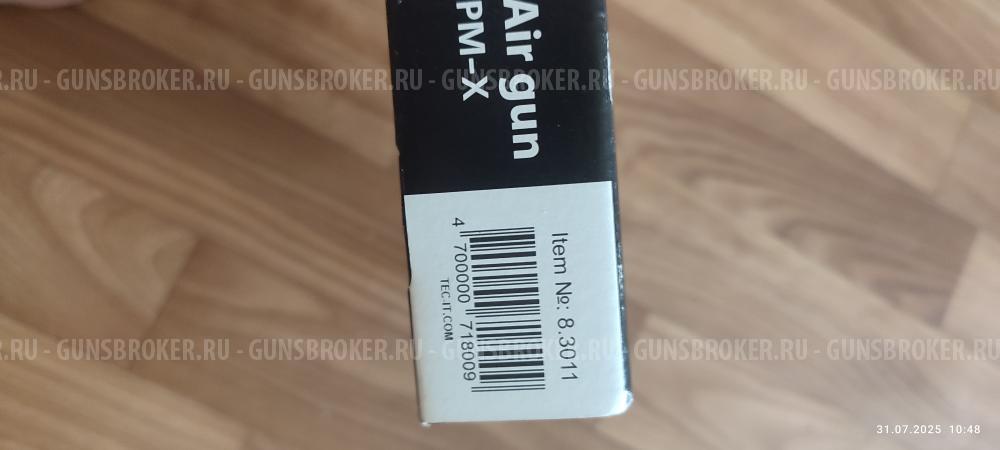 Air gun
PM-X
Item №: 8.3011
4 700000 718009
TEC-IT.COM
.RU - GUNSBROKER.RU - GUNSBROKER.RU - GUNSBROKER.RU - GUNSBROKER.RU - GUNSBROKER.RU
.RU - GUNSBROKER.RU - GUNSBROKER.RU - GUNSBROKER.RU - GUNSBROKER.RU - GUNSBROKER.RU
31.07.2025 10:48